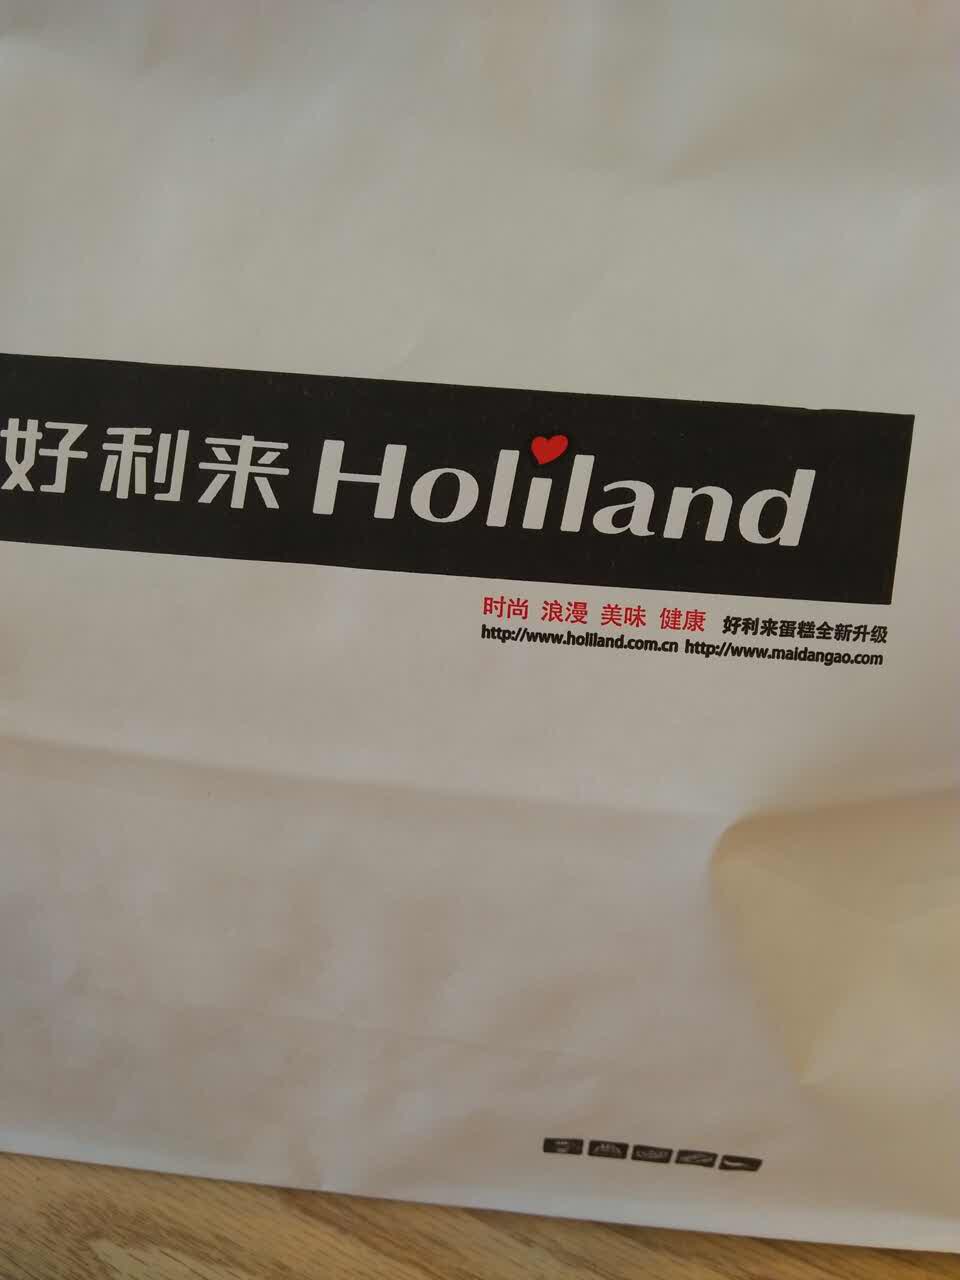 好利来 Holiland
时尚 浪漫 美味 健康 好利来蛋糕全新升级
http://www.holiland.com.cn http://www.maidangao.com